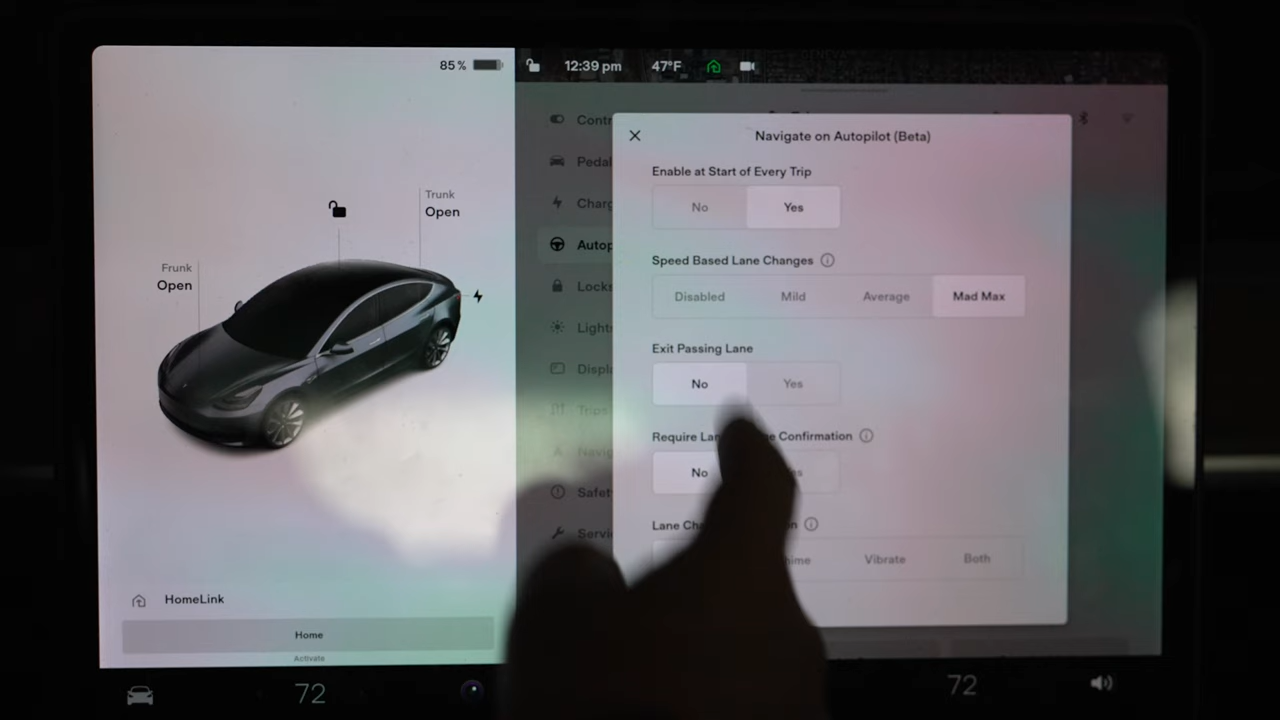 85%
12:39 pm
47°F
Trunk
Open
Frunk
Open
HomeLink
Home
Activate
72
Navigate on Autopilot (Beta)
Enable at Start of Every Trip
No
Yes
Speed Based Lane Changes
Disabled
Mild
Average
Mad Max
Exit Passing Lane
No
Yes
Confirmation
No
Vibrate
Both
Trips
72